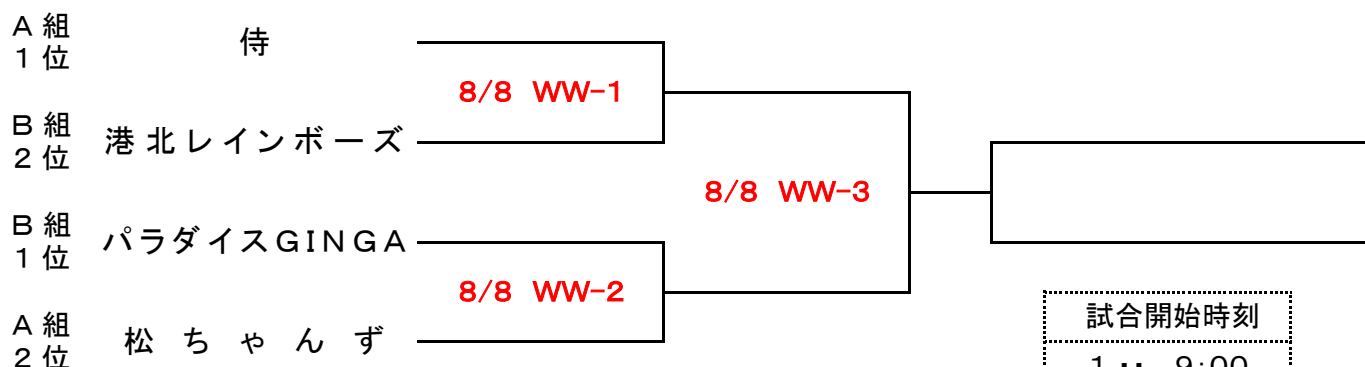 A組
1位
侍
8/8 WW-1
B組
2位
港北レインボーズ
8/8 WW-3
B組
1位
パラダイスGINGA
8/8 WW-2
A組
2位
松ちゃんず
試合開始時刻
1:: 9:00